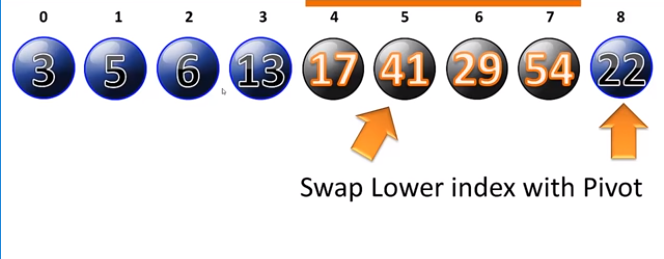 0 1 2 3 4 5 6 7 8
3 5 6 13 17 41 29 54 22
Swap Lower index with Pivot